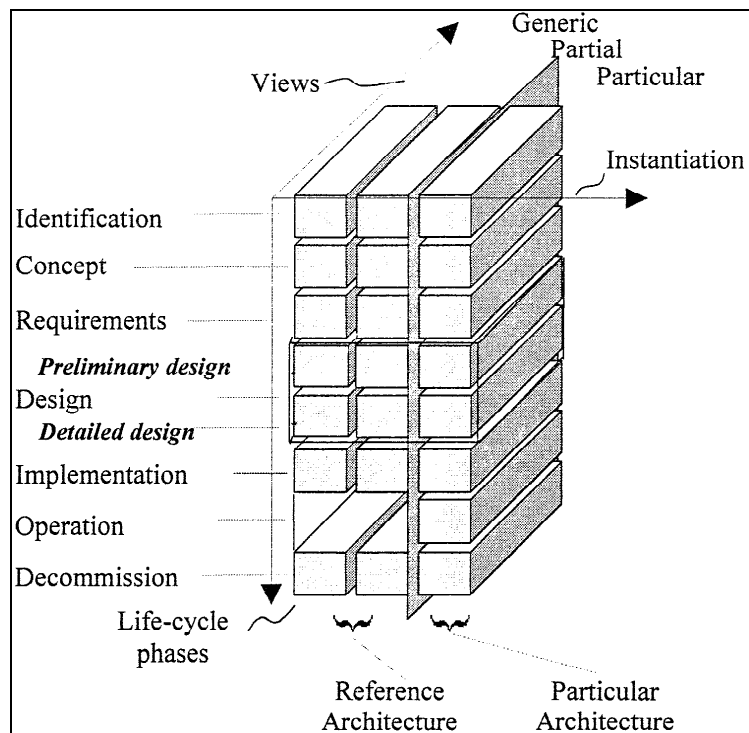 Generic
Partial
Particular
Views
Instantiation
Identification
Concept
Requirements
Preliminary design
Design
Detailed design
Implementation
Operation
Decommission
Life-cycle
phases
Reference
Architecture
Particular
Architecture